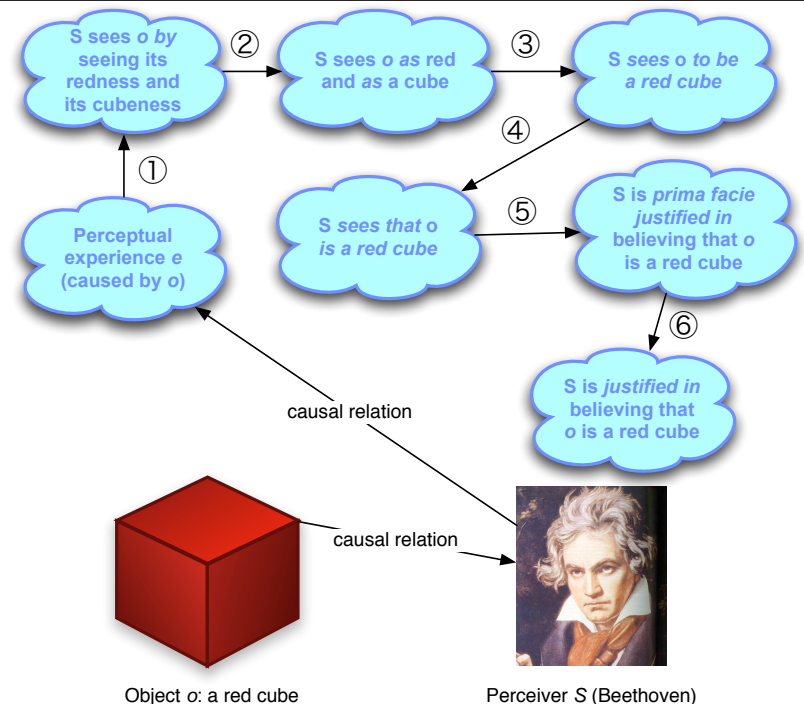 S sees o by
seeing its
redness and
its cubeness
②
S sees o as red
and as a cube
③
S sees o to be
a red cube
①
④
Perceptual
experience e
(caused by o)
S sees that o
is a red cube
⑤
S is prima facie
justified in
believing that o
is a red cube
⑥
S is justified in
believing that
o is a red cube
causal relation
causal relation
Object o: a red cube
Perceiver S (Beethoven)